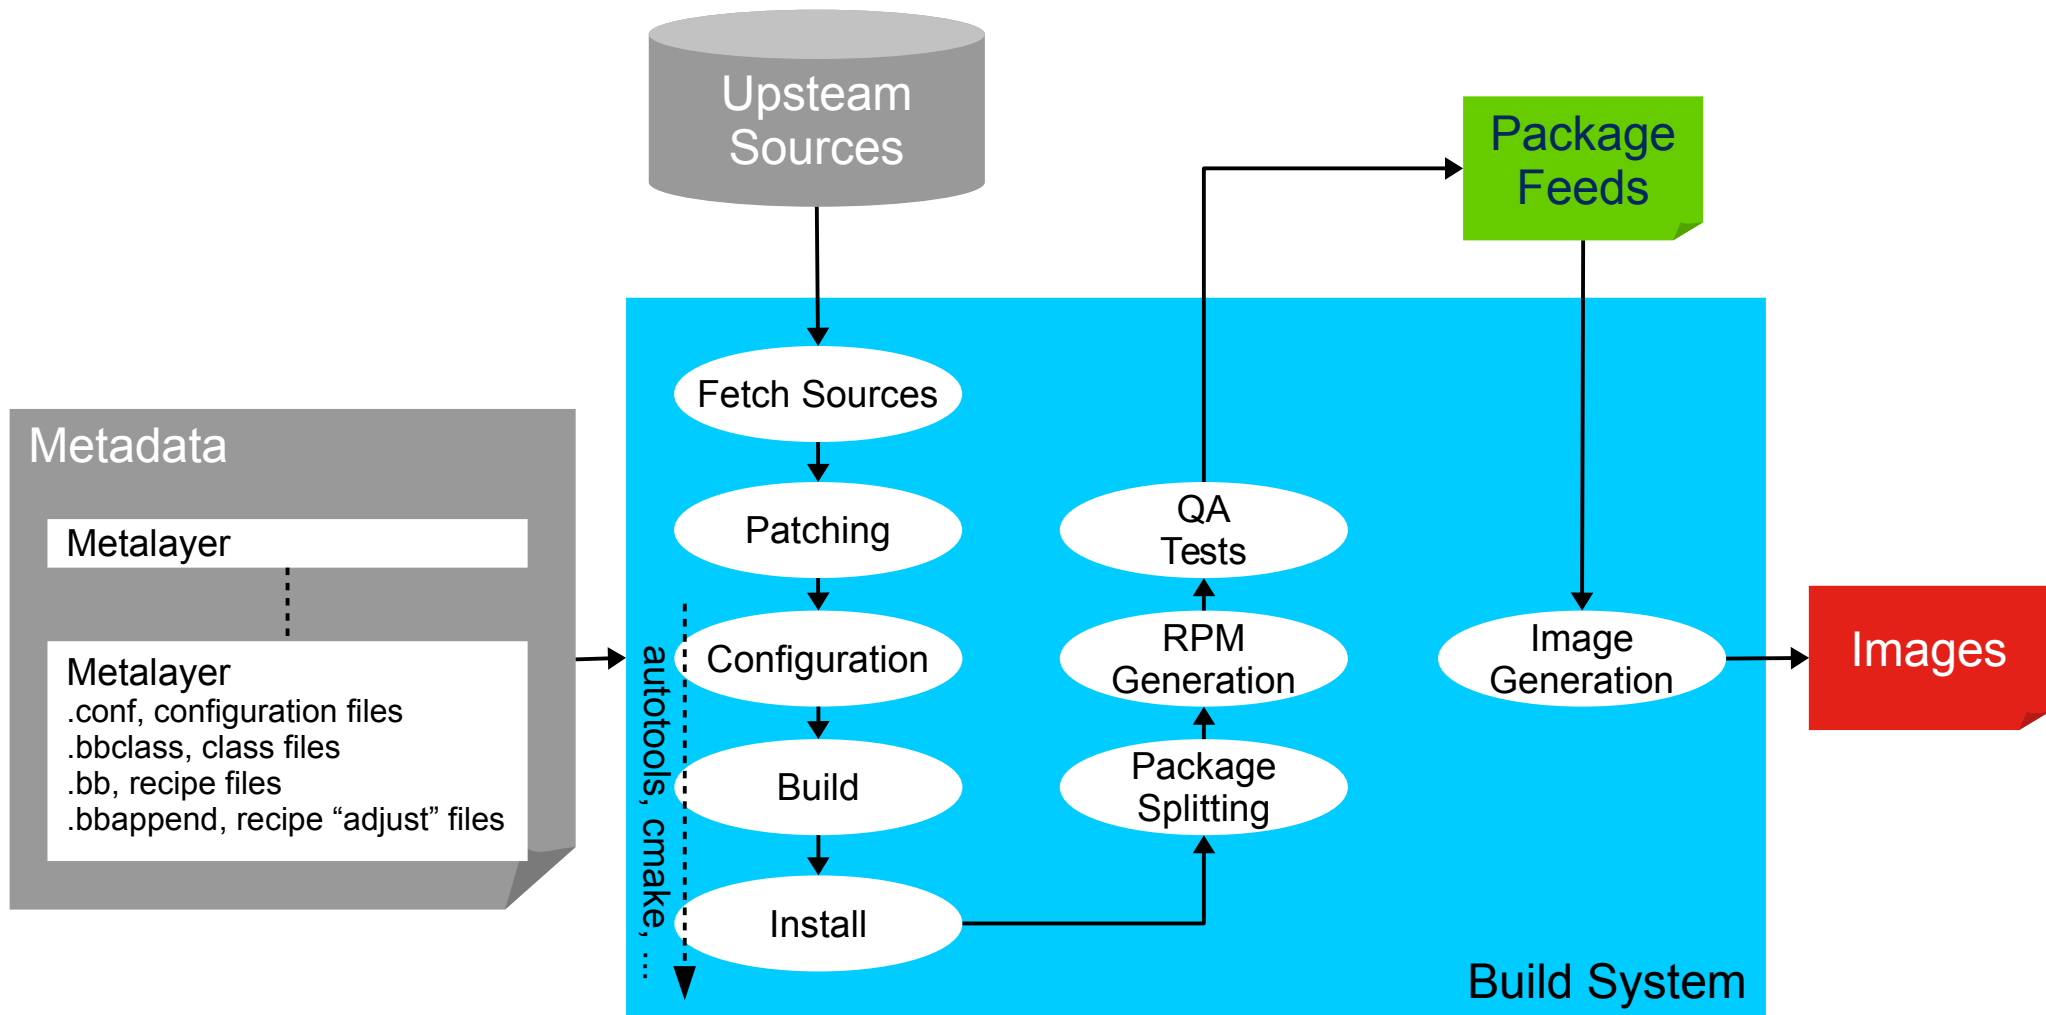 Upsteam
Sources
Package
Feeds
Metadata
Metalayer
Metalayer
.conf, configuration files
.bbclass, class files
.bb, recipe files
.bbappend, recipe “adjust” files
Fetch Sources
Patching
Configuration
Build
Install
autotools, cmake, ....
QA
Tests
RPM
Generation
Package
Splitting
Image
Generation
Images
Build System